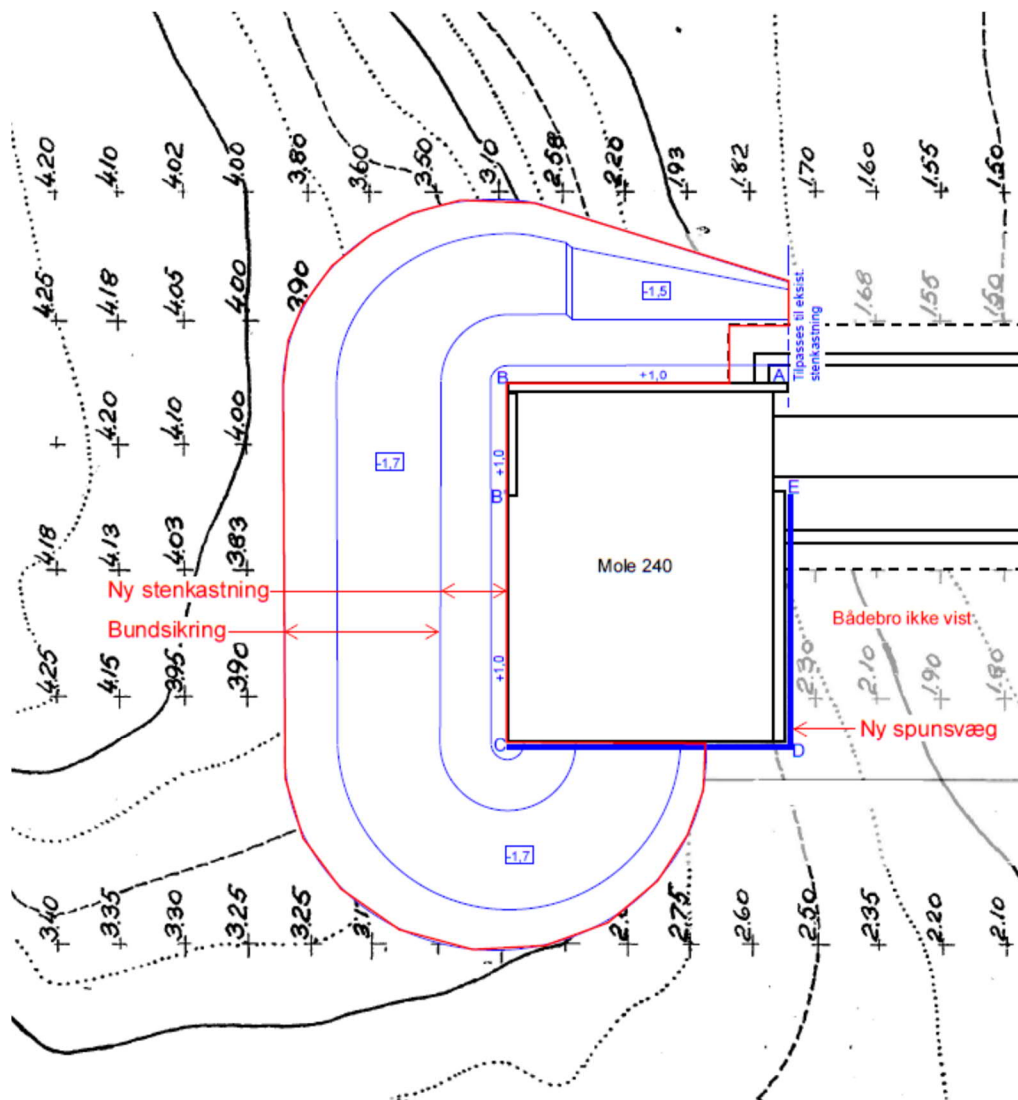 4.20 4.10 4.02 4.00 3.80 3.60 3.50 3.10 2.58 2.20 1.93 1.82 1.70 1.60 1.55 1.50
4.25 4.18 4.05 4.00 3.90 -1,5 Tilpasses til eksist. 1.68 1.55 1.50
stenkastning
B +1,0 A
4.20 4.10 4.00 -1,7 +1,0
B' E
4.18 4.13 4.03 3.83 Mole 240
Ny stenkastning
Bådebro ikke vist
Bundsikring
4.25 4.15 3.95 3.90 +1,0 2.30 2.10 1.90 1.80
Ny spunsvæg
C D
-1,7
3.40 3.35 3.30 3.25 3.25 2.75 2.60 2.50 2.35 2.20 2.10